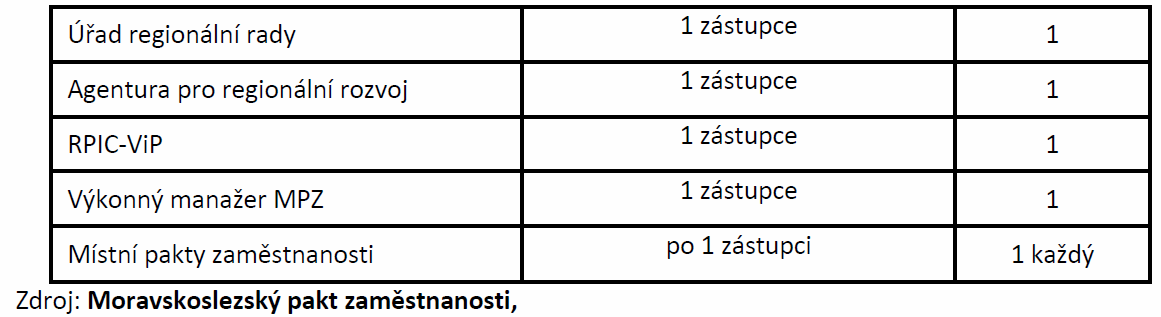 Úřad regionální rady 1 zástupce 1
Agentura pro regionální rozvoj 1 zástupce 1
RPIC-ViP 1 zástupce 1
Výkonný manažer MPZ 1 zástupce 1
Místní pakty zaměstnanosti po 1 zástupci 1 každý
Zdroj: Moravskoslezský pakt zaměstnanosti,